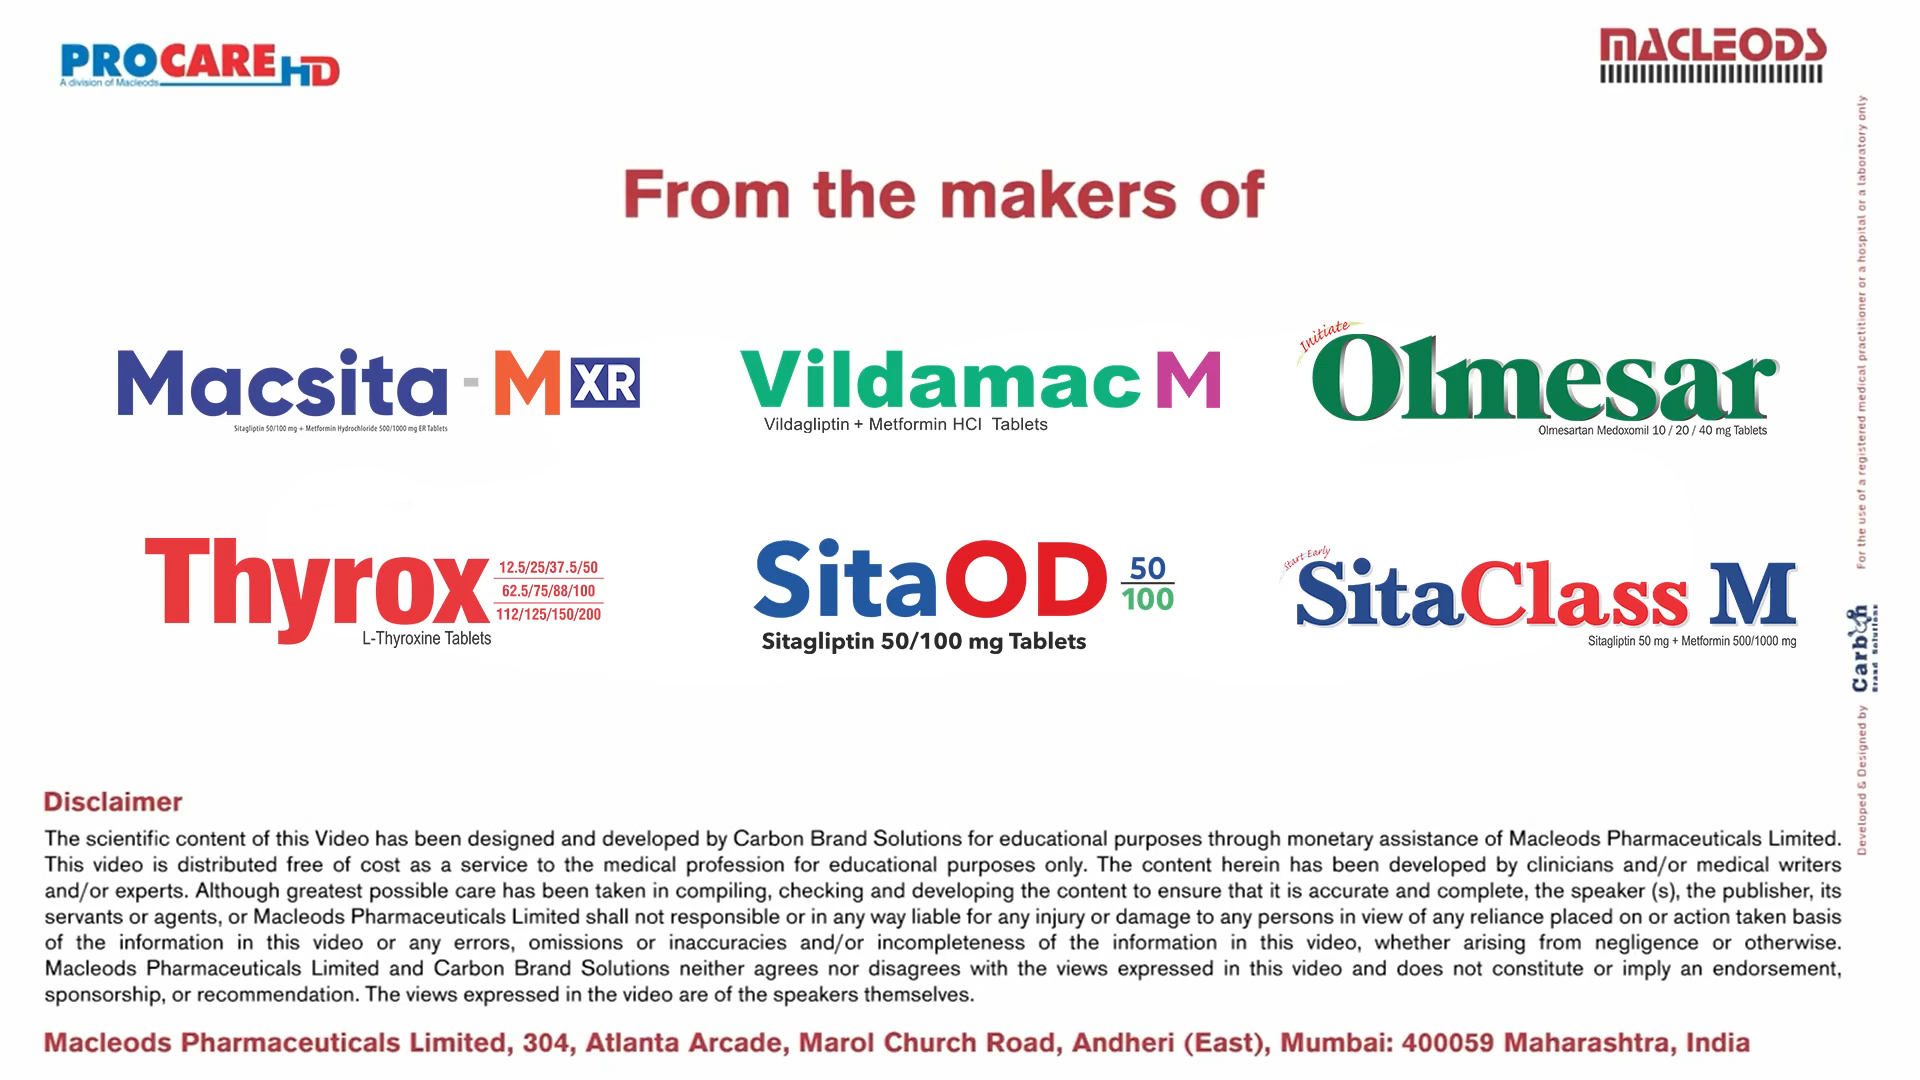 PROCARE HD
A division of Macleods
MACLEODS
From the makers of
Macsita - M XR
Sitagliptin 50/100 mg + Metformin Hydrochloride 500/1000 mg ER Tablets
Vildamac M
Vildagliptin + Metformin HCl Tablets
Initiate
Olmesar
Olmesartan Medoxomil 10 / 20 / 40 mg Tablets
Thyrox
12.5/25/37.5/50
62.5/75/88/100
112/125/150/200
L-Thyroxine Tablets
SitaOD
50
100
Sitagliptin 50/100 mg Tablets
Start Early
SitaClass M
Sitagliptin 50 mg + Metformin 500/1000 mg
For the use of a registered medical practitioner or a hospital or a laboratory only
Developed & Designed by
Carbon
Brand Solutions
Disclaimer
The scientific content of this Video has been designed and developed by Carbon Brand Solutions for educational purposes through monetary assistance of Macleods Pharmaceuticals Limited.
This video is distributed free of cost as a service to the medical profession for educational purposes only. The content herein has been developed by clinicians and/or medical writers
and/or experts. Although greatest possible care has been taken in compiling, checking and developing the content to ensure that it is accurate and complete, the speaker (s), the publisher, its
servants or agents, or Macleods Pharmaceuticals Limited shall not responsible or in any way liable for any injury or damage to any persons in view of any reliance placed on or action taken basis
of the information in this video or any errors, omissions or inaccuracies and/or incompleteness of the information in this video, whether arising from negligence or otherwise.
Macleods Pharmaceuticals Limited and Carbon Brand Solutions neither agrees nor disagrees with the views expressed in this video and does not constitute or imply an endorsement,
sponsorship, or recommendation. The views expressed in the video are of the speakers themselves.
Macleods Pharmaceuticals Limited, 304, Atlanta Arcade, Marol Church Road, Andheri (East), Mumbai: 400059 Maharashtra, India